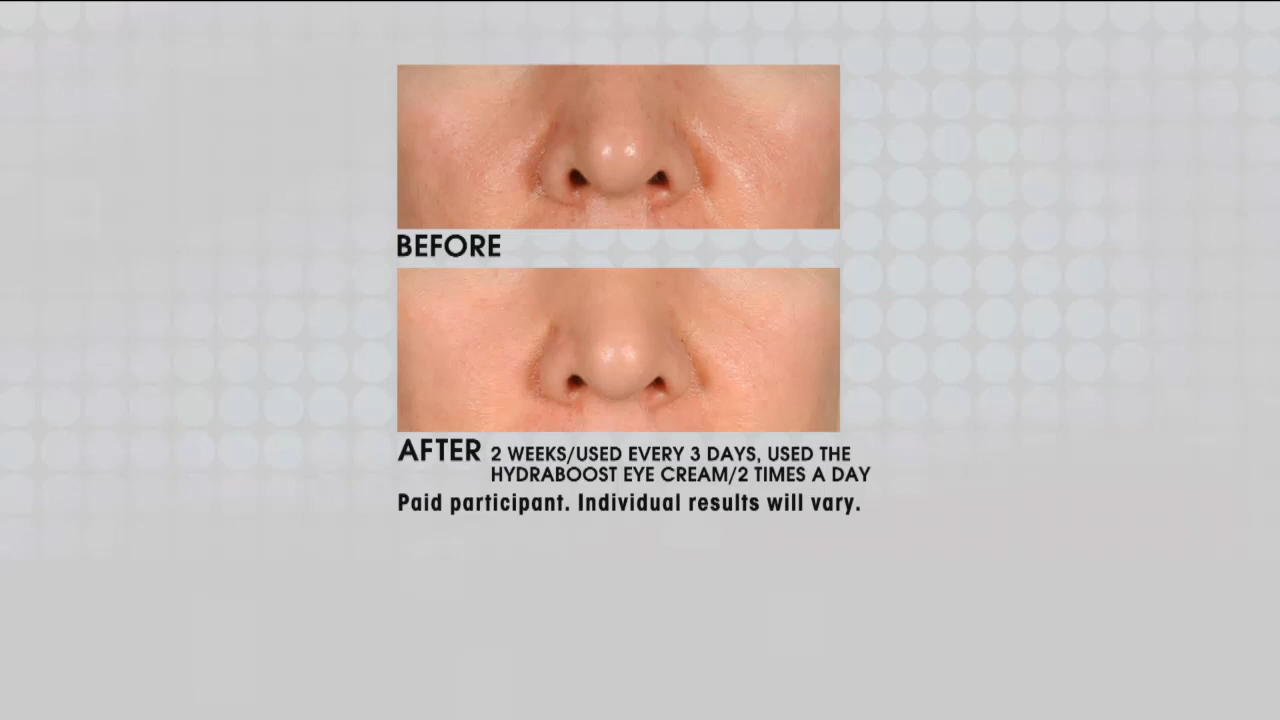 BEFORE
AFTER 2 WEEKS/USED EVERY 3 DAYS, USED THE
HYDRABOOST EYE CREAM/2 TIMES A DAY
Paid participant. Individual results will vary.